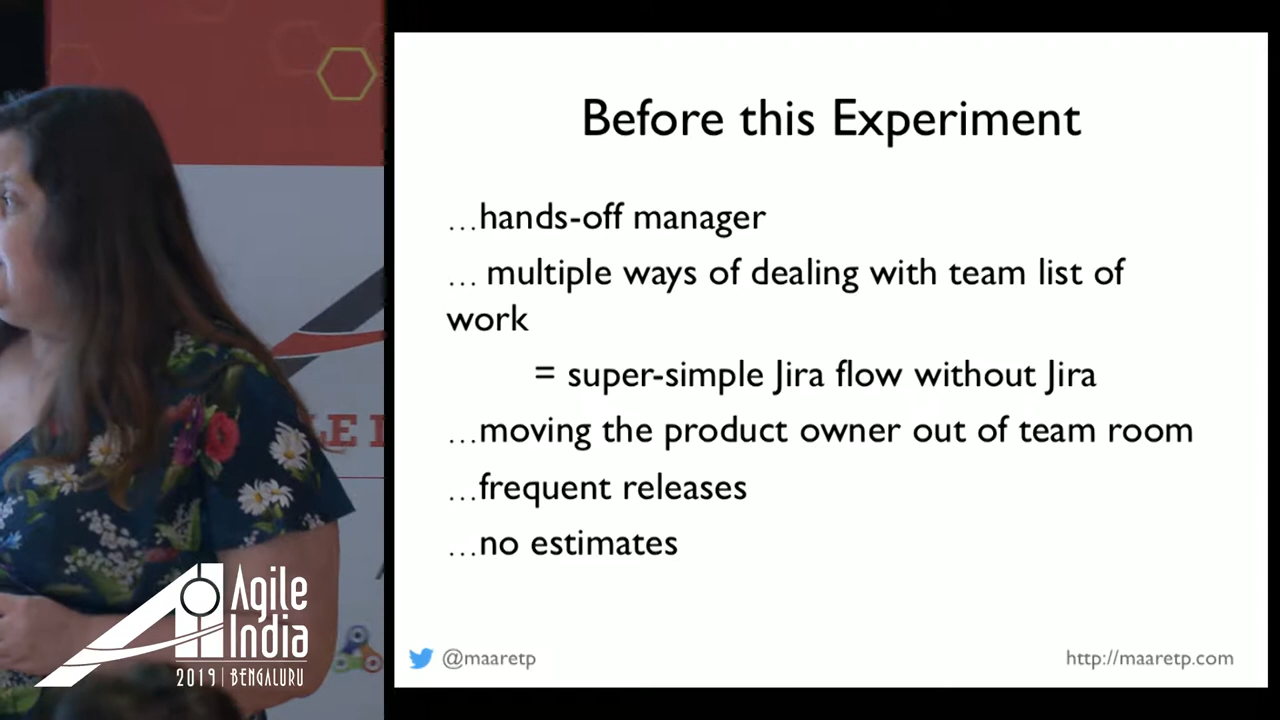 Before this Experiment
…hands-off manager
… multiple ways of dealing with team list of
work
= super-simple Jira flow without Jira
…moving the product owner out of team room
…frequent releases
…no estimates
@maaretp
http://maaretp.com
Agile
India
2019 | BENGALURU